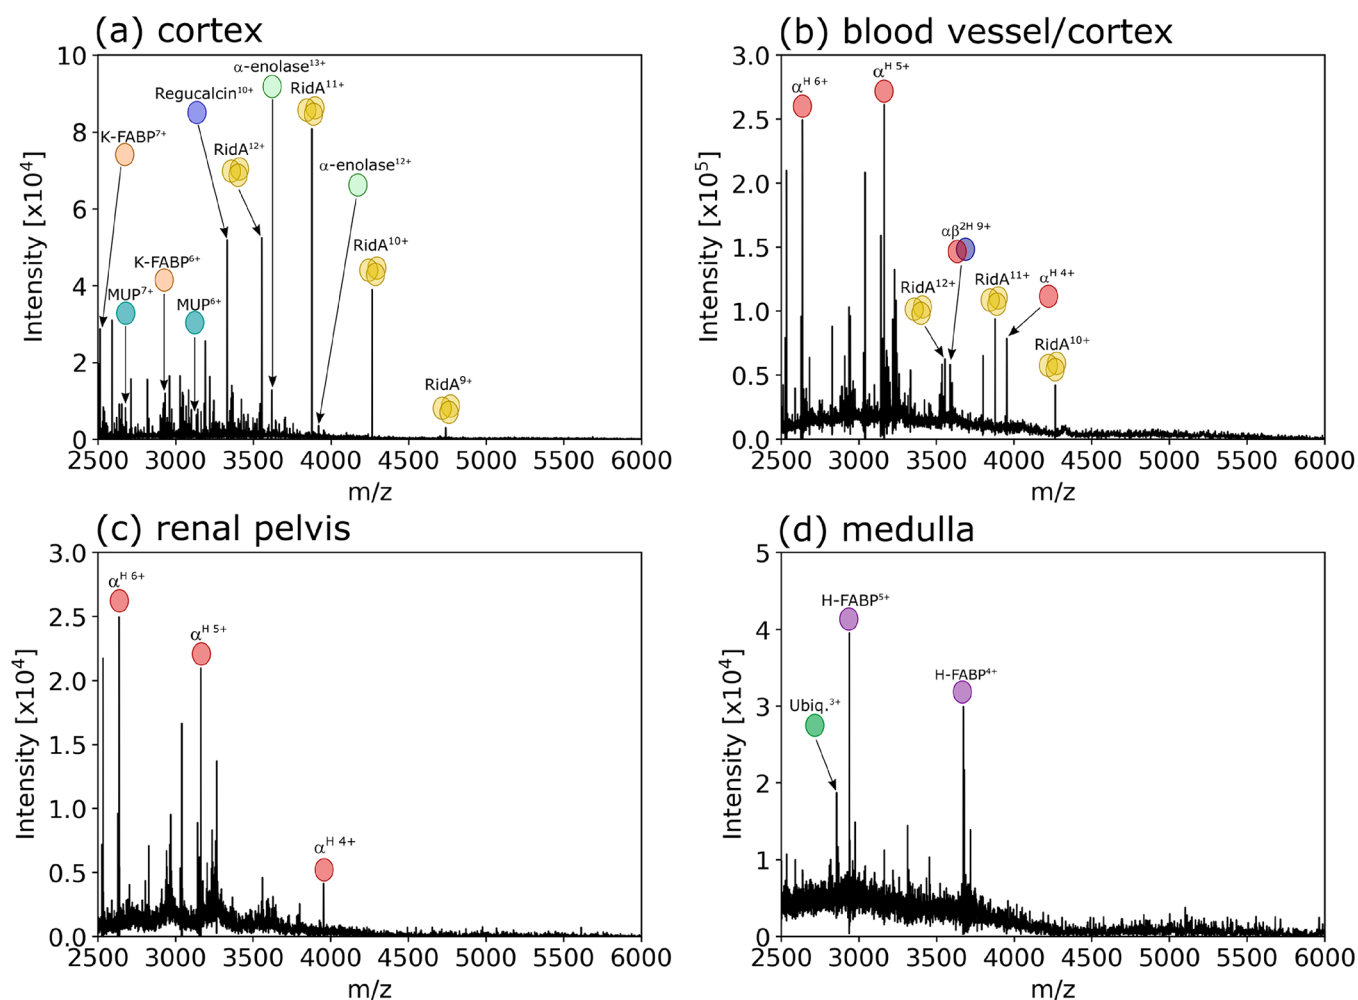 (a) cortex
Intensity [x10⁴]
10
8
6
4
2
0
K-FABP⁷⁺
Regucalcin¹⁰⁺
α-enolase¹³⁺
RidA¹¹⁺
RidA¹²⁺
α-enolase¹²⁺
RidA¹⁰⁺
K-FABP⁶⁺
MUP⁷⁺
MUP⁶⁺
RidA⁹⁺
2500 3000 3500 4000 4500 5000 5500 6000
m/z
(b) blood vessel/cortex
Intensity [x10⁵]
3.0
2.5
2.0
1.5
1.0
0.5
0.0
αᴴ ⁶⁺
αᴴ ⁵⁺
αβ²ᴴ ⁹⁺
RidA¹²⁺
RidA¹¹⁺
αᴴ ⁴⁺
RidA¹⁰⁺
2500 3000 3500 4000 4500 5000 5500 6000
m/z
(c) renal pelvis
Intensity [x10⁴]
3.0
2.5
2.0
1.5
1.0
0.5
0.0
αᴴ ⁶⁺
αᴴ ⁵⁺
αᴴ ⁴⁺
2500 3000 3500 4000 4500 5000 5500 6000
m/z
(d) medulla
Intensity [x10⁴]
5
4
3
2
1
0
H-FABP⁵⁺
H-FABP⁴⁺
Ubiq.³⁺
2500 3000 3500 4000 4500 5000 5500 6000
m/z